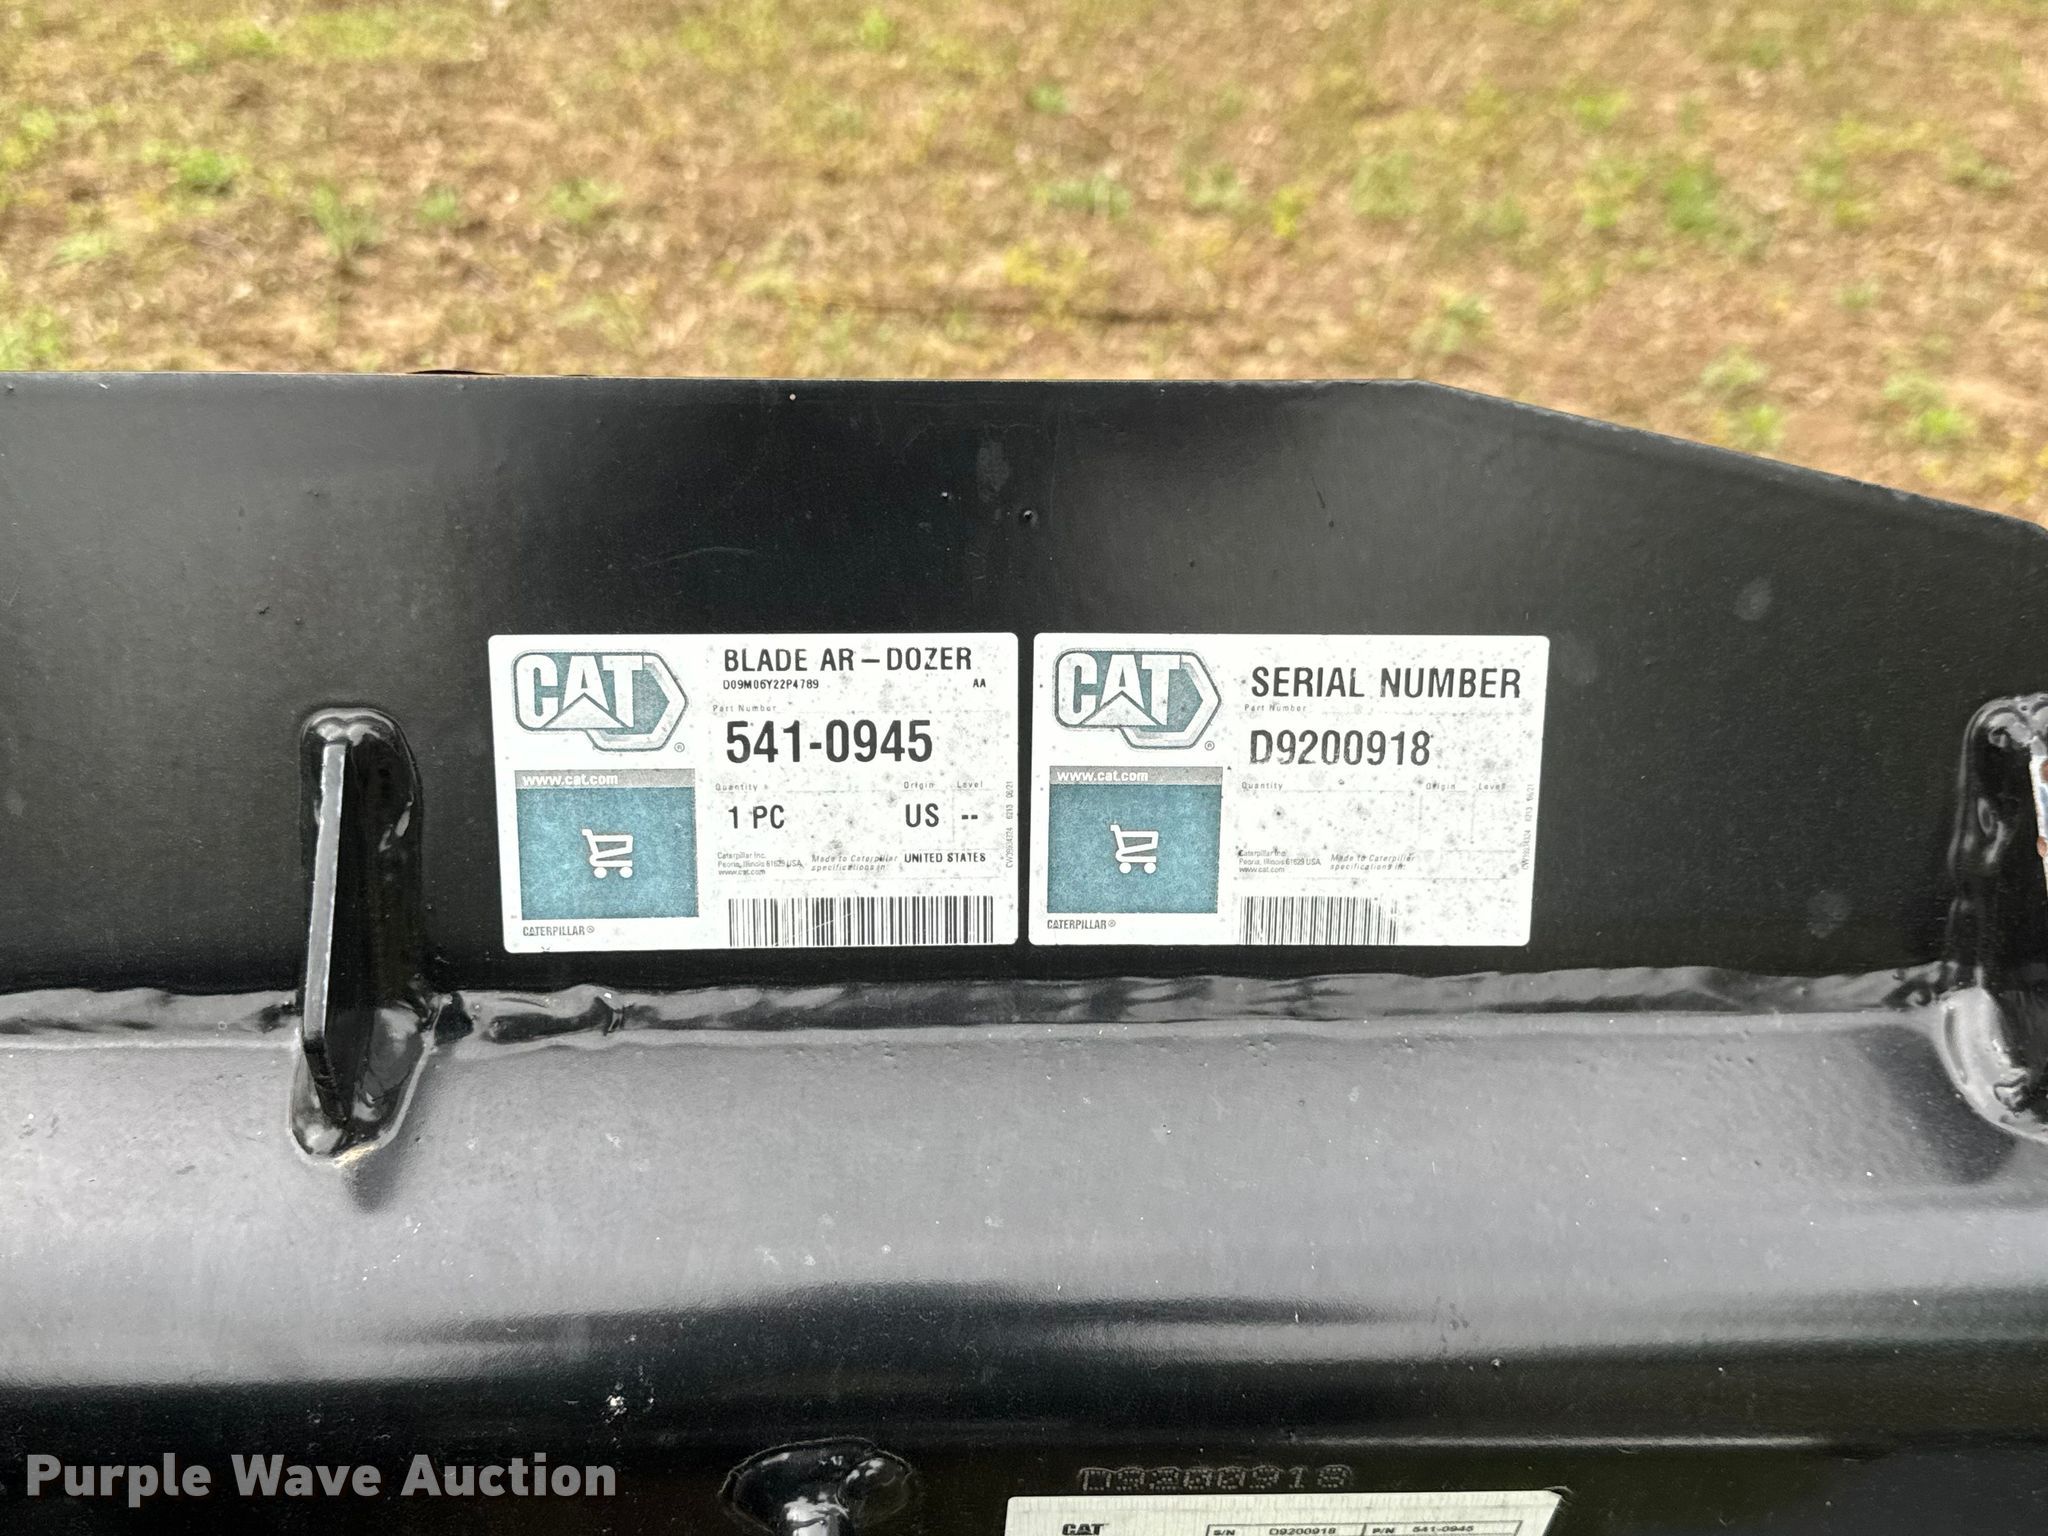 CAT®
BLADE AR-DOZER
D09M06Y22P4789 AA
Part Number
541-0945
www.cat.com
Quantity Origin Level
1 PC US --
Caterpillar Inc.
Peoria, Illinois 61629 USA
www.cat.com
Made to Caterpillar
specifications in
UNITED STATES
CATERPILLAR®
CAT®
SERIAL NUMBER
Part Number
D9200918
www.cat.com
Quantity Origin Level
Caterpillar Inc.
Peoria, Illinois 61629 USA
www.cat.com
Made to Caterpillar
specifications in:
CATERPILLAR®
D9200918
CAT
S/N D9200918 P/N 541-0945
Purple Wave Auction